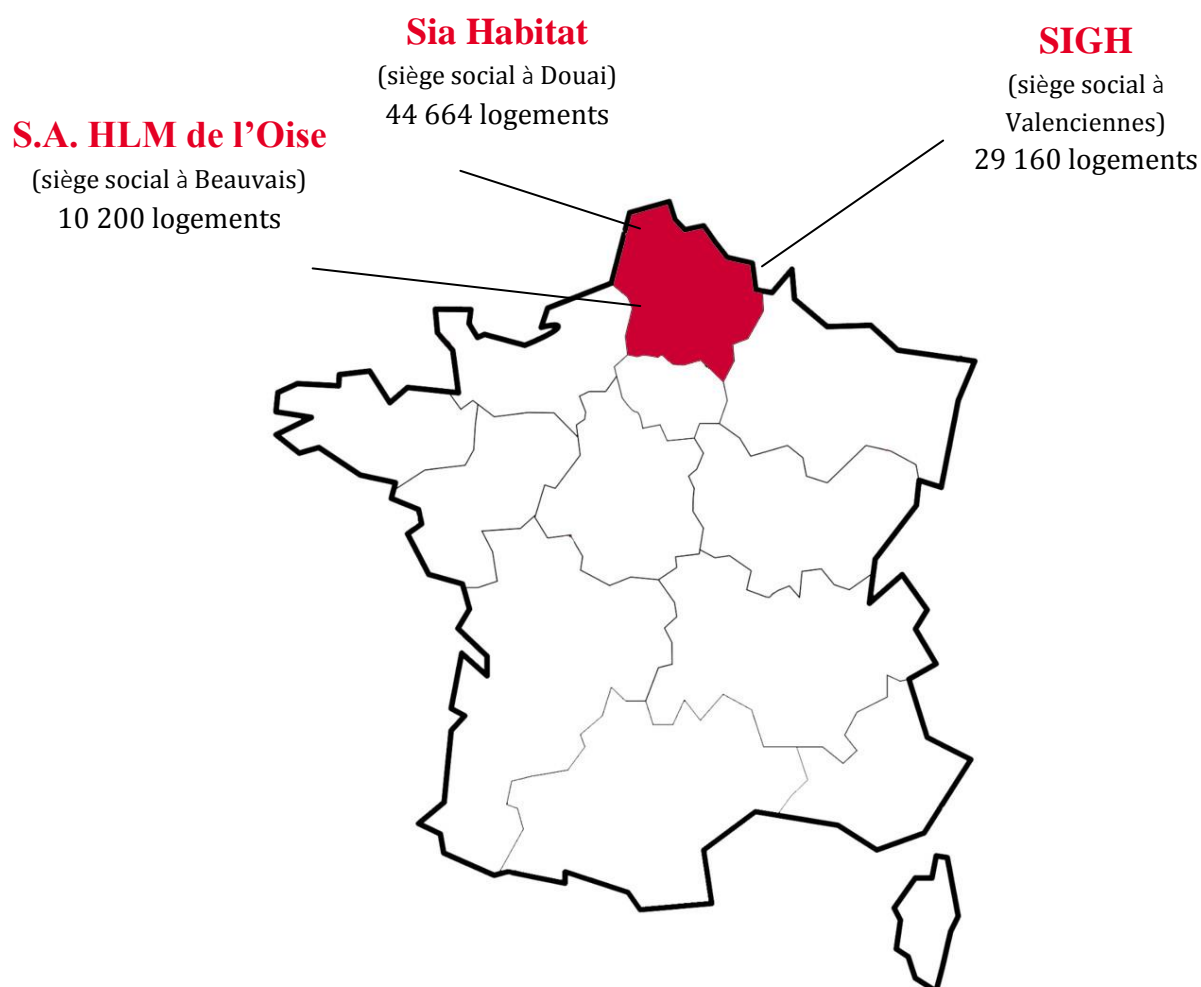 Sia Habitat
(siège social à Douai)
44 664 logements
SIGH
(siège social à
Valenciennes)
29 160 logements
S.A. HLM de l’Oise
(siège social à Beauvais)
10 200 logements